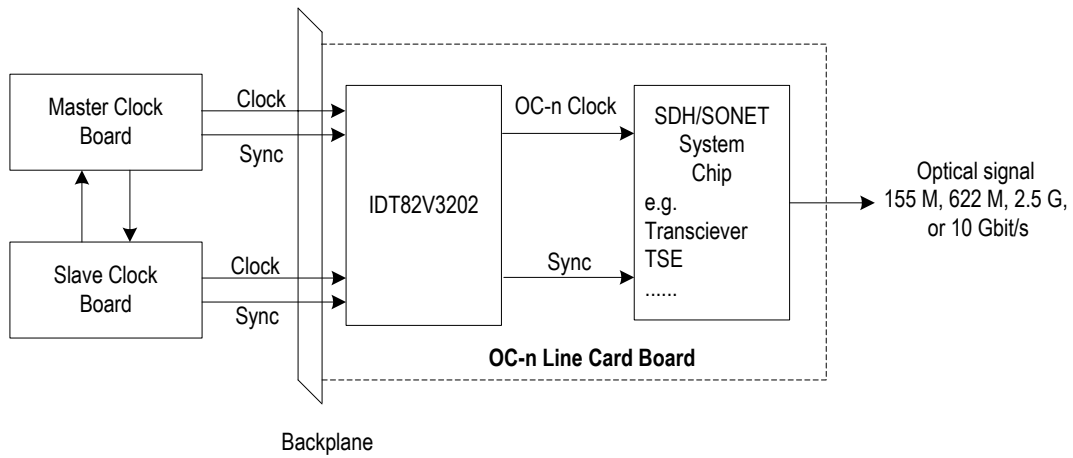 Master Clock
Board
Clock
Sync
Slave Clock
Board
Clock
Sync
Backplane
IDT82V3202
OC-n Clock
Sync
SDH/SONET
System
Chip
e.g.
Transciever
TSE
......
OC-n Line Card Board
Optical signal
155 M, 622 M, 2.5 G,
or 10 Gbit/s